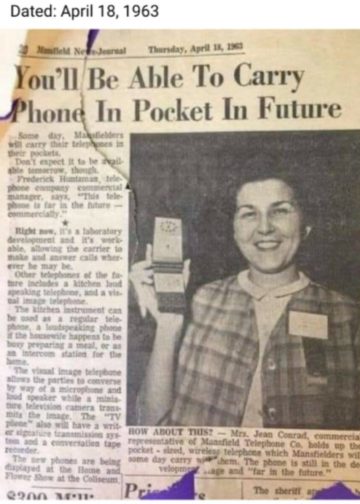 Dated: April 18, 1963
20 Mansfield News-Journal Thursday, April 18, 1963
You'll Be Able To Carry
Phone In Pocket In Future
Some day, Mansfielders
will carry their telephones in
their pockets.
Don't expect it to be avail-
able tomorrow, though.
Frederick Huntsman, tele-
phone company commercial
manager, says, "This tele-
phone is far in the future —
commercially."
Right now, it's a laboratory
development and it's work-
able, allowing the carrier to
make and answer calls wher-
ever he may be.
Other telephones of the fu-
ture includes a kitchen loud
speaking telephone, and a vis-
ual image telephone.
The kitchen instrument can
be used as a regular tele-
phone, a loudspeaking phone
if the housewife happens to be
busy preparing a meal, or as
an intercom station for the
home.
The visual image telephone
allows the parties to converse
by way of a microphone and
loud speaker while a minia-
ture television camera trans-
mits the image. The "TV
phone" also will have a writ-
er signature transmission sys-
tem and a conversation tape
recorder.
The new phones are being
displayed at the Home and
Flower Show at the Coliseum.
HOW ABOUT THIS? — Mrs. Jean Conrad, commercial
representative of Mansfield Telephone Co. holds up the
pocket - sized, wireless telephone which Mansfielders will
some day carry with them. The phone is still in the de
velopment and "far in the future."
The sheriff